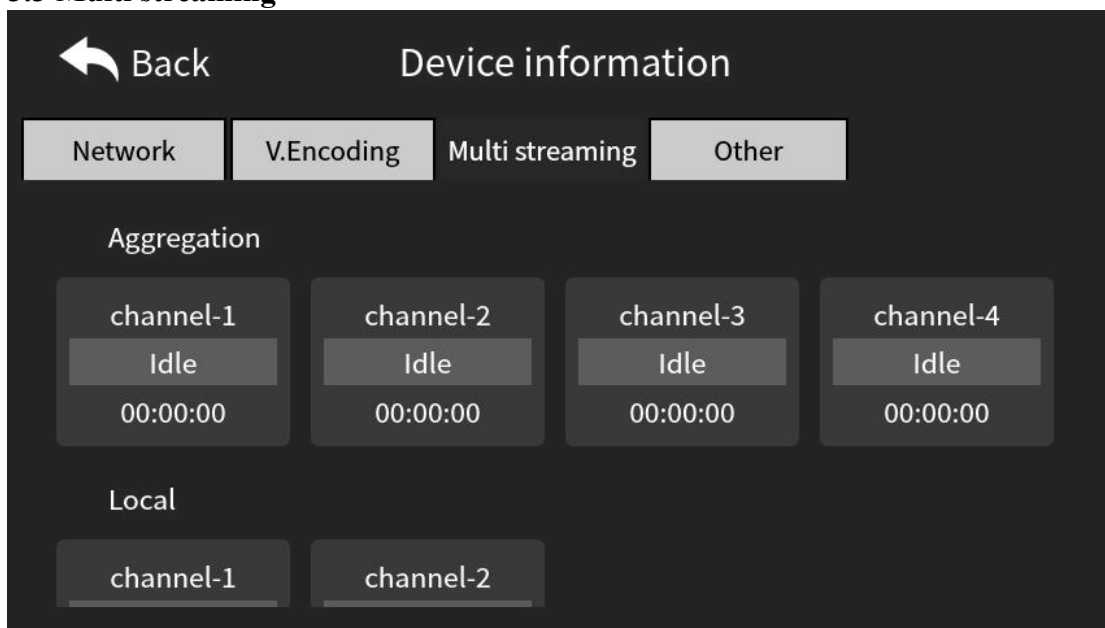 Back
Device information
Network V.Encoding Multi streaming Other
Aggregation
channel-1 channel-2 channel-3 channel-4
Idle Idle Idle Idle
00:00:00 00:00:00 00:00:00 00:00:00
Local
channel-1 channel-2